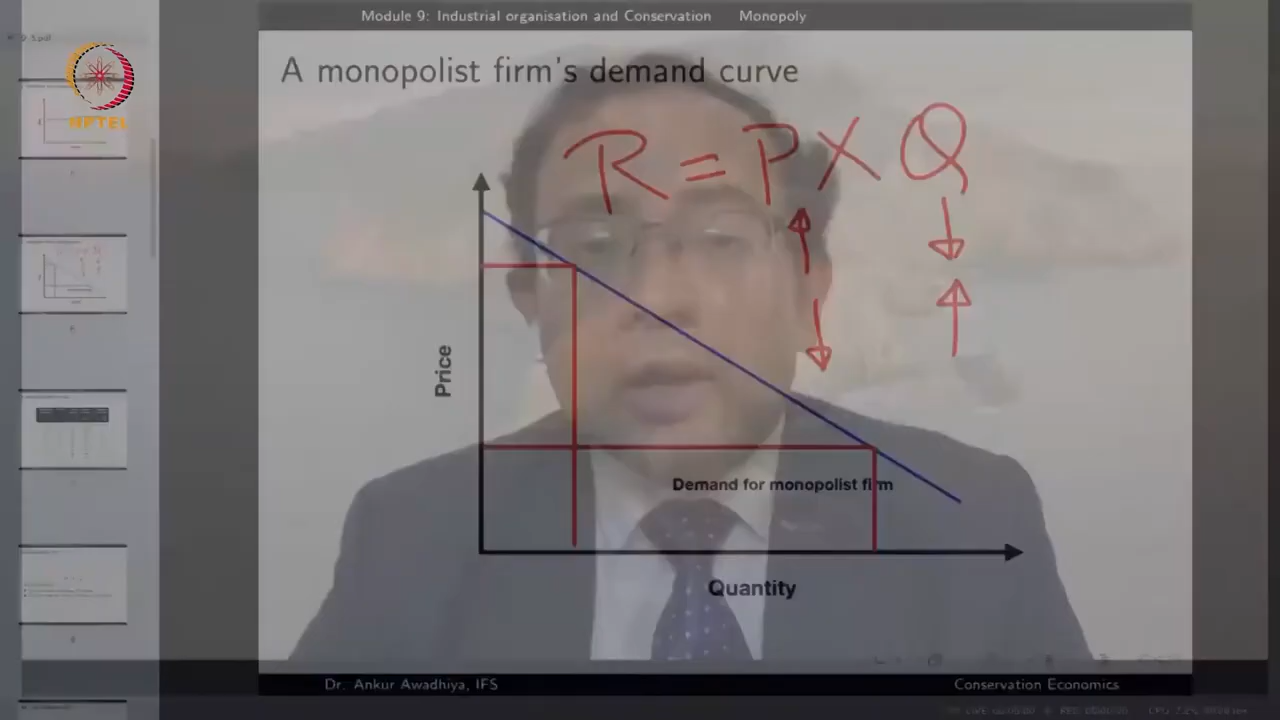 Module 9: Industrial organisation and Conservation Monopoly
NPTEL
A monopolist firm's demand curve
R = P X Q
Price
Demand for monopolist firm
Quantity
Dr. Ankur Awadhiya, IFS
Conservation Economics